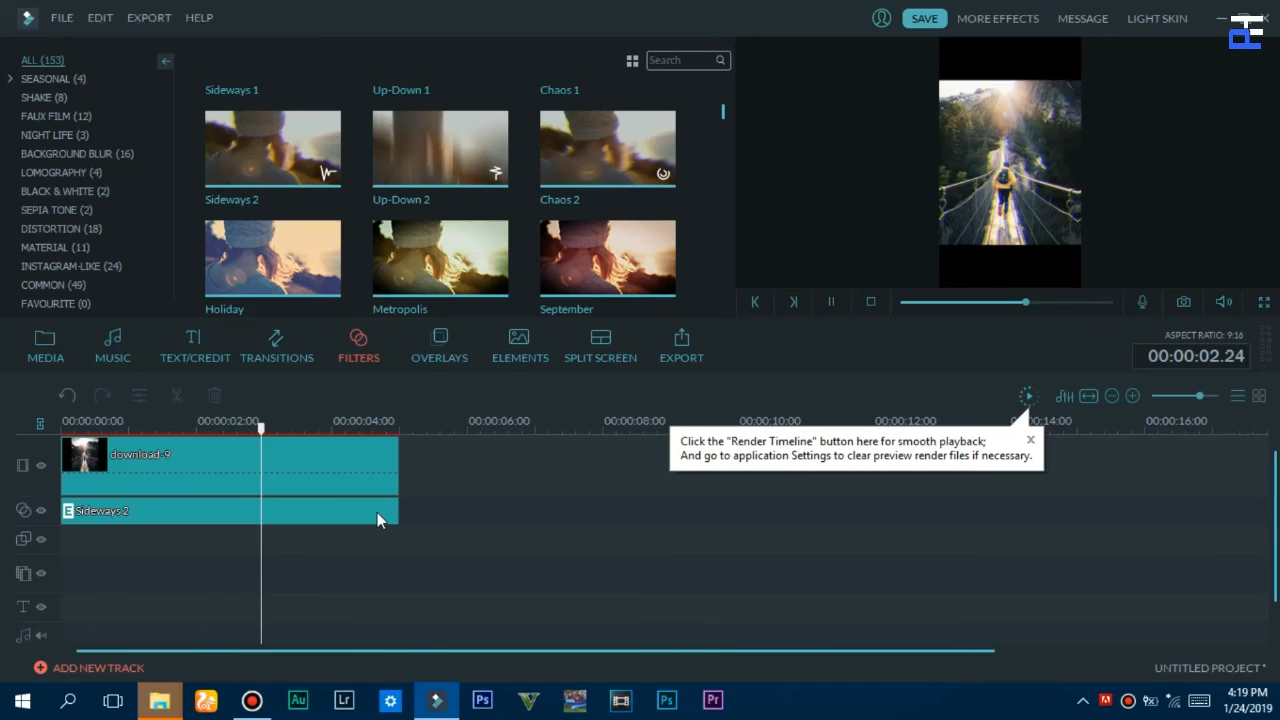 FILE EDIT EXPORT HELP
SAVE MORE EFFECTS MESSAGE LIGHT SKIN
PH
ALL (153)
SEASONAL (4)
SHAKE (8)
FAUX FILM (12)
NIGHT LIFE (3)
BACKGROUND BLUR (16)
LOMOGRAPHY (4)
BLACK & WHITE (2)
SEPIA TONE (2)
DISTORTION (18)
MATERIAL (11)
INSTAGRAM-LIKE (24)
COMMON (49)
FAVOURITE (0)
Search
Sideways 1 Up-Down 1 Chaos 1
Sideways 2 Up-Down 2 Chaos 2
Holiday Metropolis September
MEDIA MUSIC TEXT/CREDIT TRANSITIONS FILTERS OVERLAYS ELEMENTS SPLIT SCREEN EXPORT
ASPECT RATIO: 9:16
00:00:02.24
00:00:00:00 00:00:02:00 00:00:04:00 00:00:06:00 00:00:08:00 00:00:10:00 00:00:12:00 00:00:14:00 00:00:16:00
Click the "Render Timeline" button here for smooth playback;
And go to application Settings to clear preview render files if necessary.
download-9
E Sideways 2
ADD NEW TRACK
UNTITLED PROJECT *
Au Lr Ps Ps Pr
4:19 PM
1/24/2019